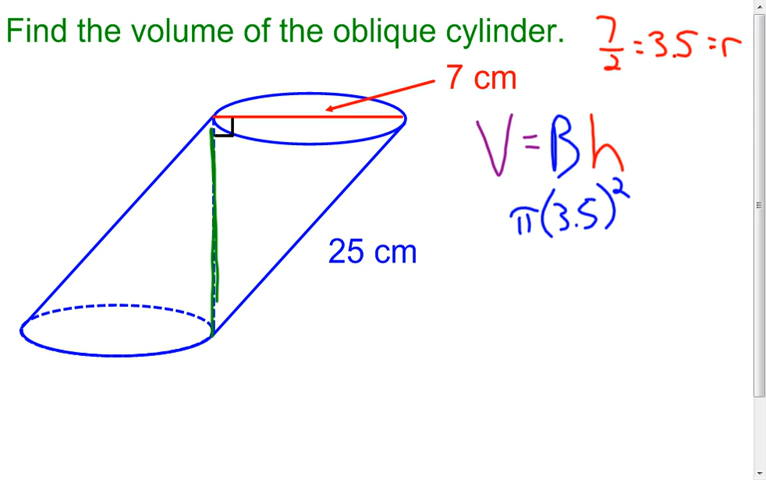 Find the volume of the oblique cylinder.
7/2 = 3.5 = r
7 cm
V = Bh
π(3.5)²
25 cm